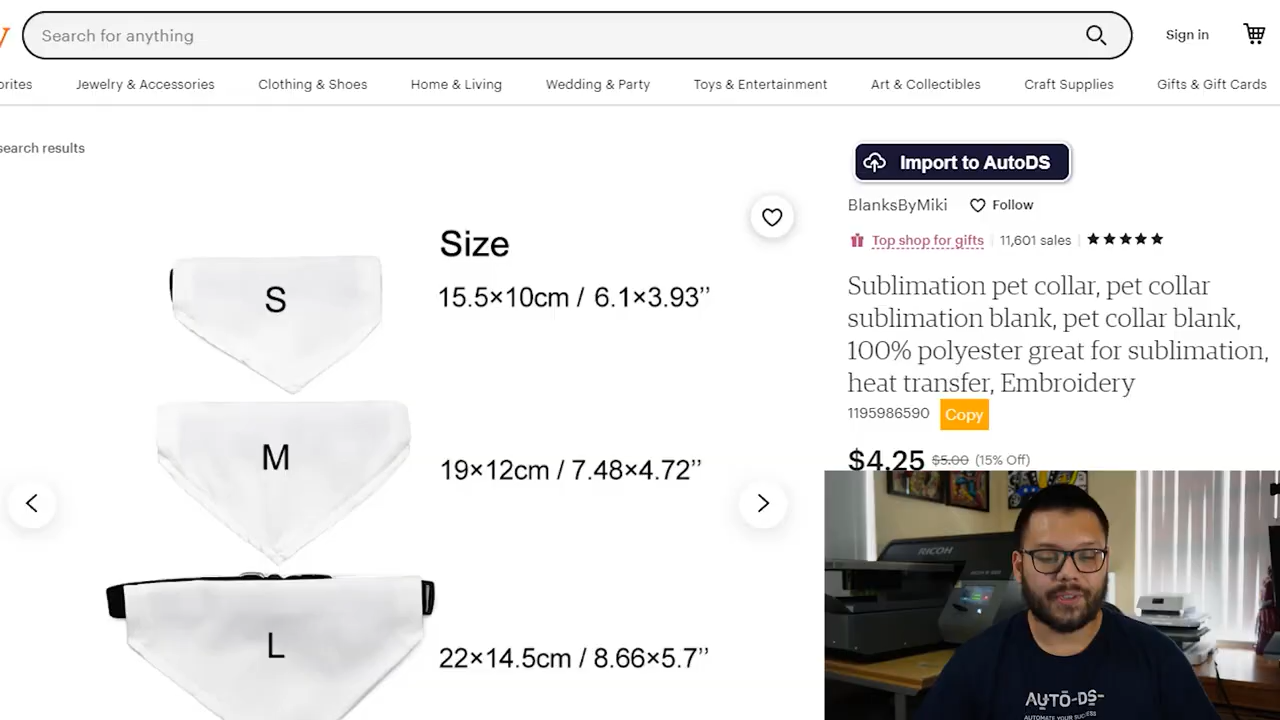 y
Search for anything
Sign in
orites
Jewelry & Accessories
Clothing & Shoes
Home & Living
Wedding & Party
Toys & Entertainment
Art & Collectibles
Craft Supplies
Gifts & Gift Cards
search results
Import to AutoDS
BlanksByMiki
Follow
Top shop for gifts
11,601 sales
Sublimation pet collar, pet collar
sublimation blank, pet collar blank,
100% polyester great for sublimation,
heat transfer, Embroidery
1195986590
Copy
$4.25 $5.00 (15% Off)
Size
S
15.5×10cm / 6.1×3.93’’
M
19×12cm / 7.48×4.72’’
L
22×14.5cm / 8.66×5.7’’
RICOH
AUTO-DS-
AUTOMATE YOUR SUCCESS